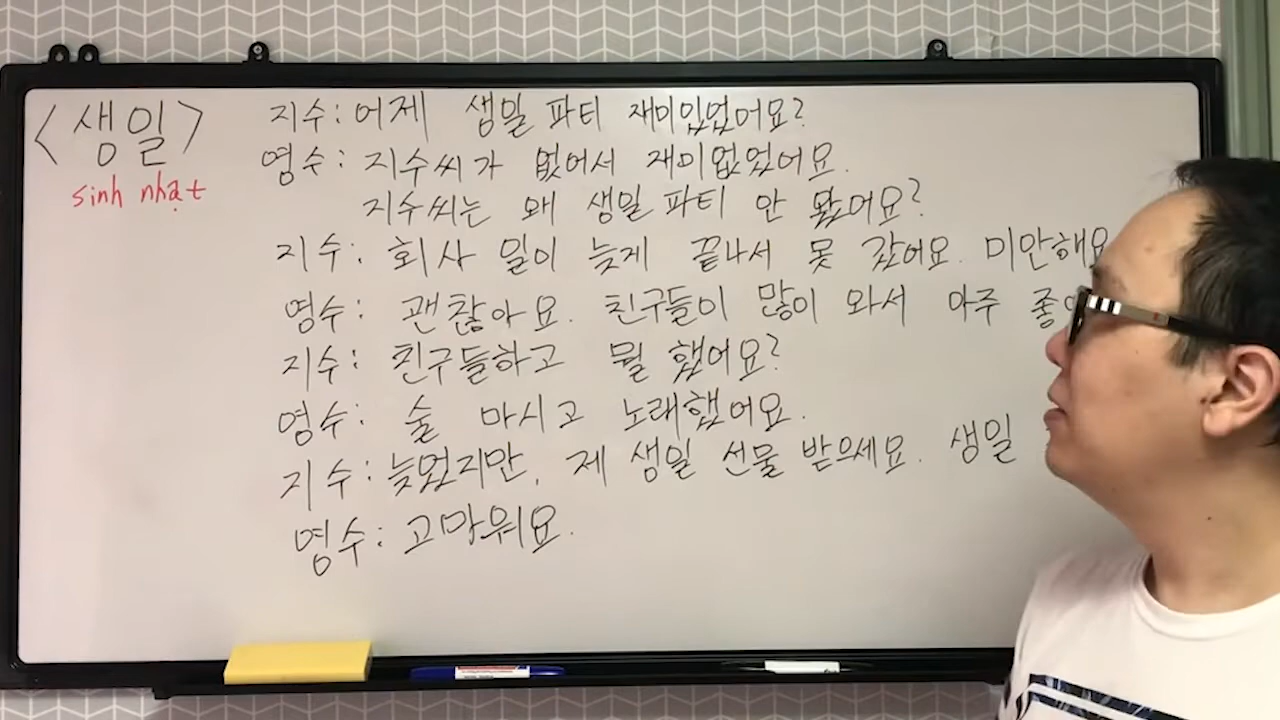 <생일>
sinh nhạt
지수: 어제 생일 파티 재미있었어요?
영수: 지수씨가 없어서 재미없었어요.
지수씨는 왜 생일 파티 안 왔어요?
지수: 회사 일이 늦게 끝나서 못 갔어요. 미안해요
영수: 괜찮아요. 친구들이 많이 와서 아주
지수: 친구들하고 뭘 했어요?
영수: 술 마시고 노래했어요.
지수: 늦었지만, 제 생일 선물 받으세요. 생일
영수: 고마워요.